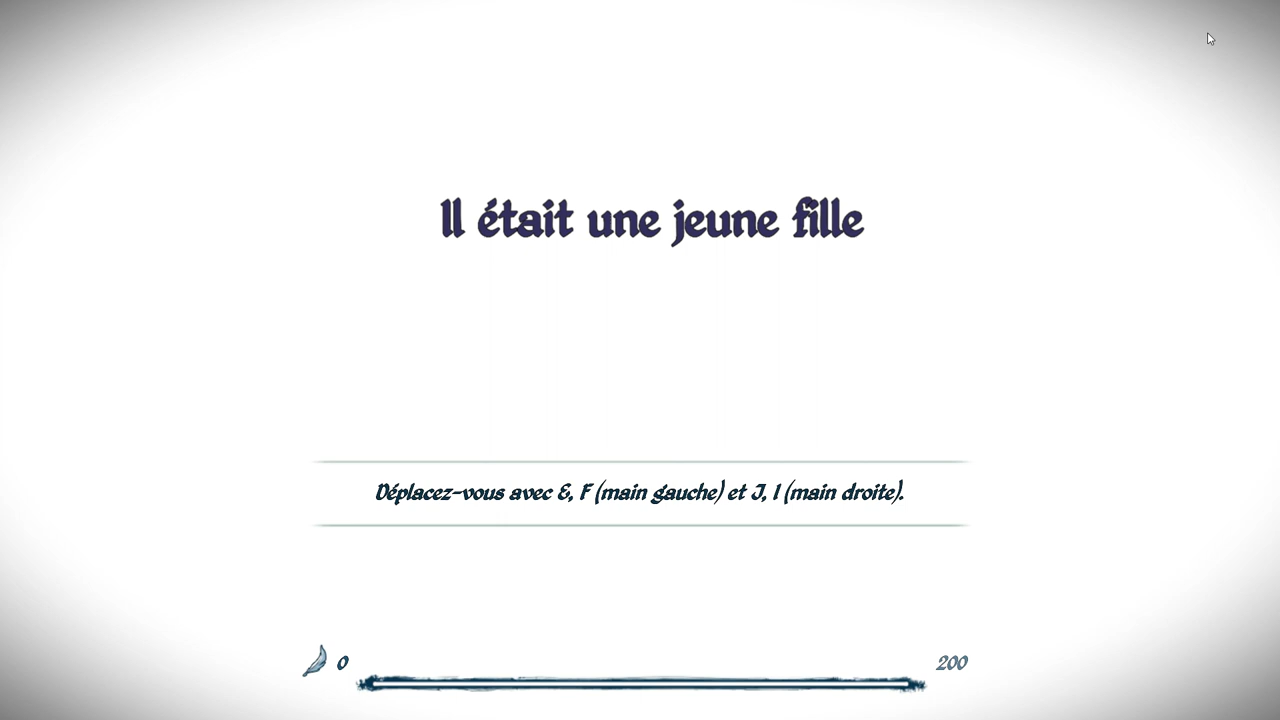 Il était une jeune fille
Déplacez-vous avec E, F (main gauche) et J, I (main droite).
0
200